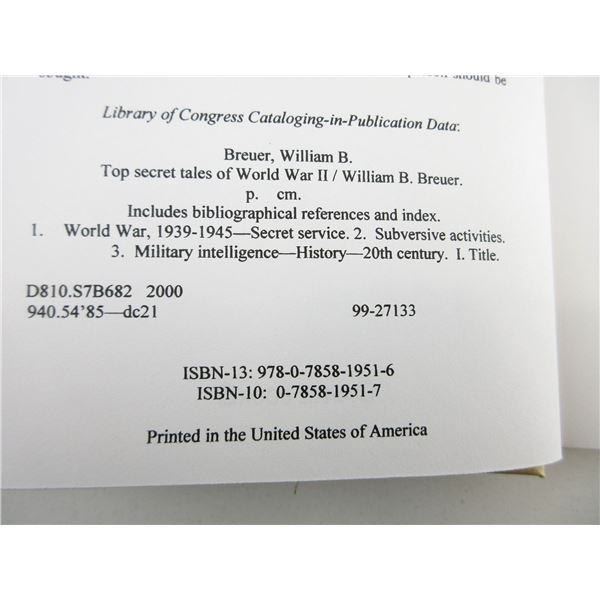 should be
Library of Congress Cataloging-in-Publication Data:
Breuer, William B.
Top secret tales of World War II / William B. Breuer.
p. cm.
Includes bibliographical references and index.
1. World War, 1939-1945—Secret service. 2. Subversive activities.
3. Military intelligence—History—20th century. I. Title.
D810.S7B682 2000
940.54'85—dc21 99-27133
ISBN-13: 978-0-7858-1951-6
ISBN-10: 0-7858-1951-7
Printed in the United States of America